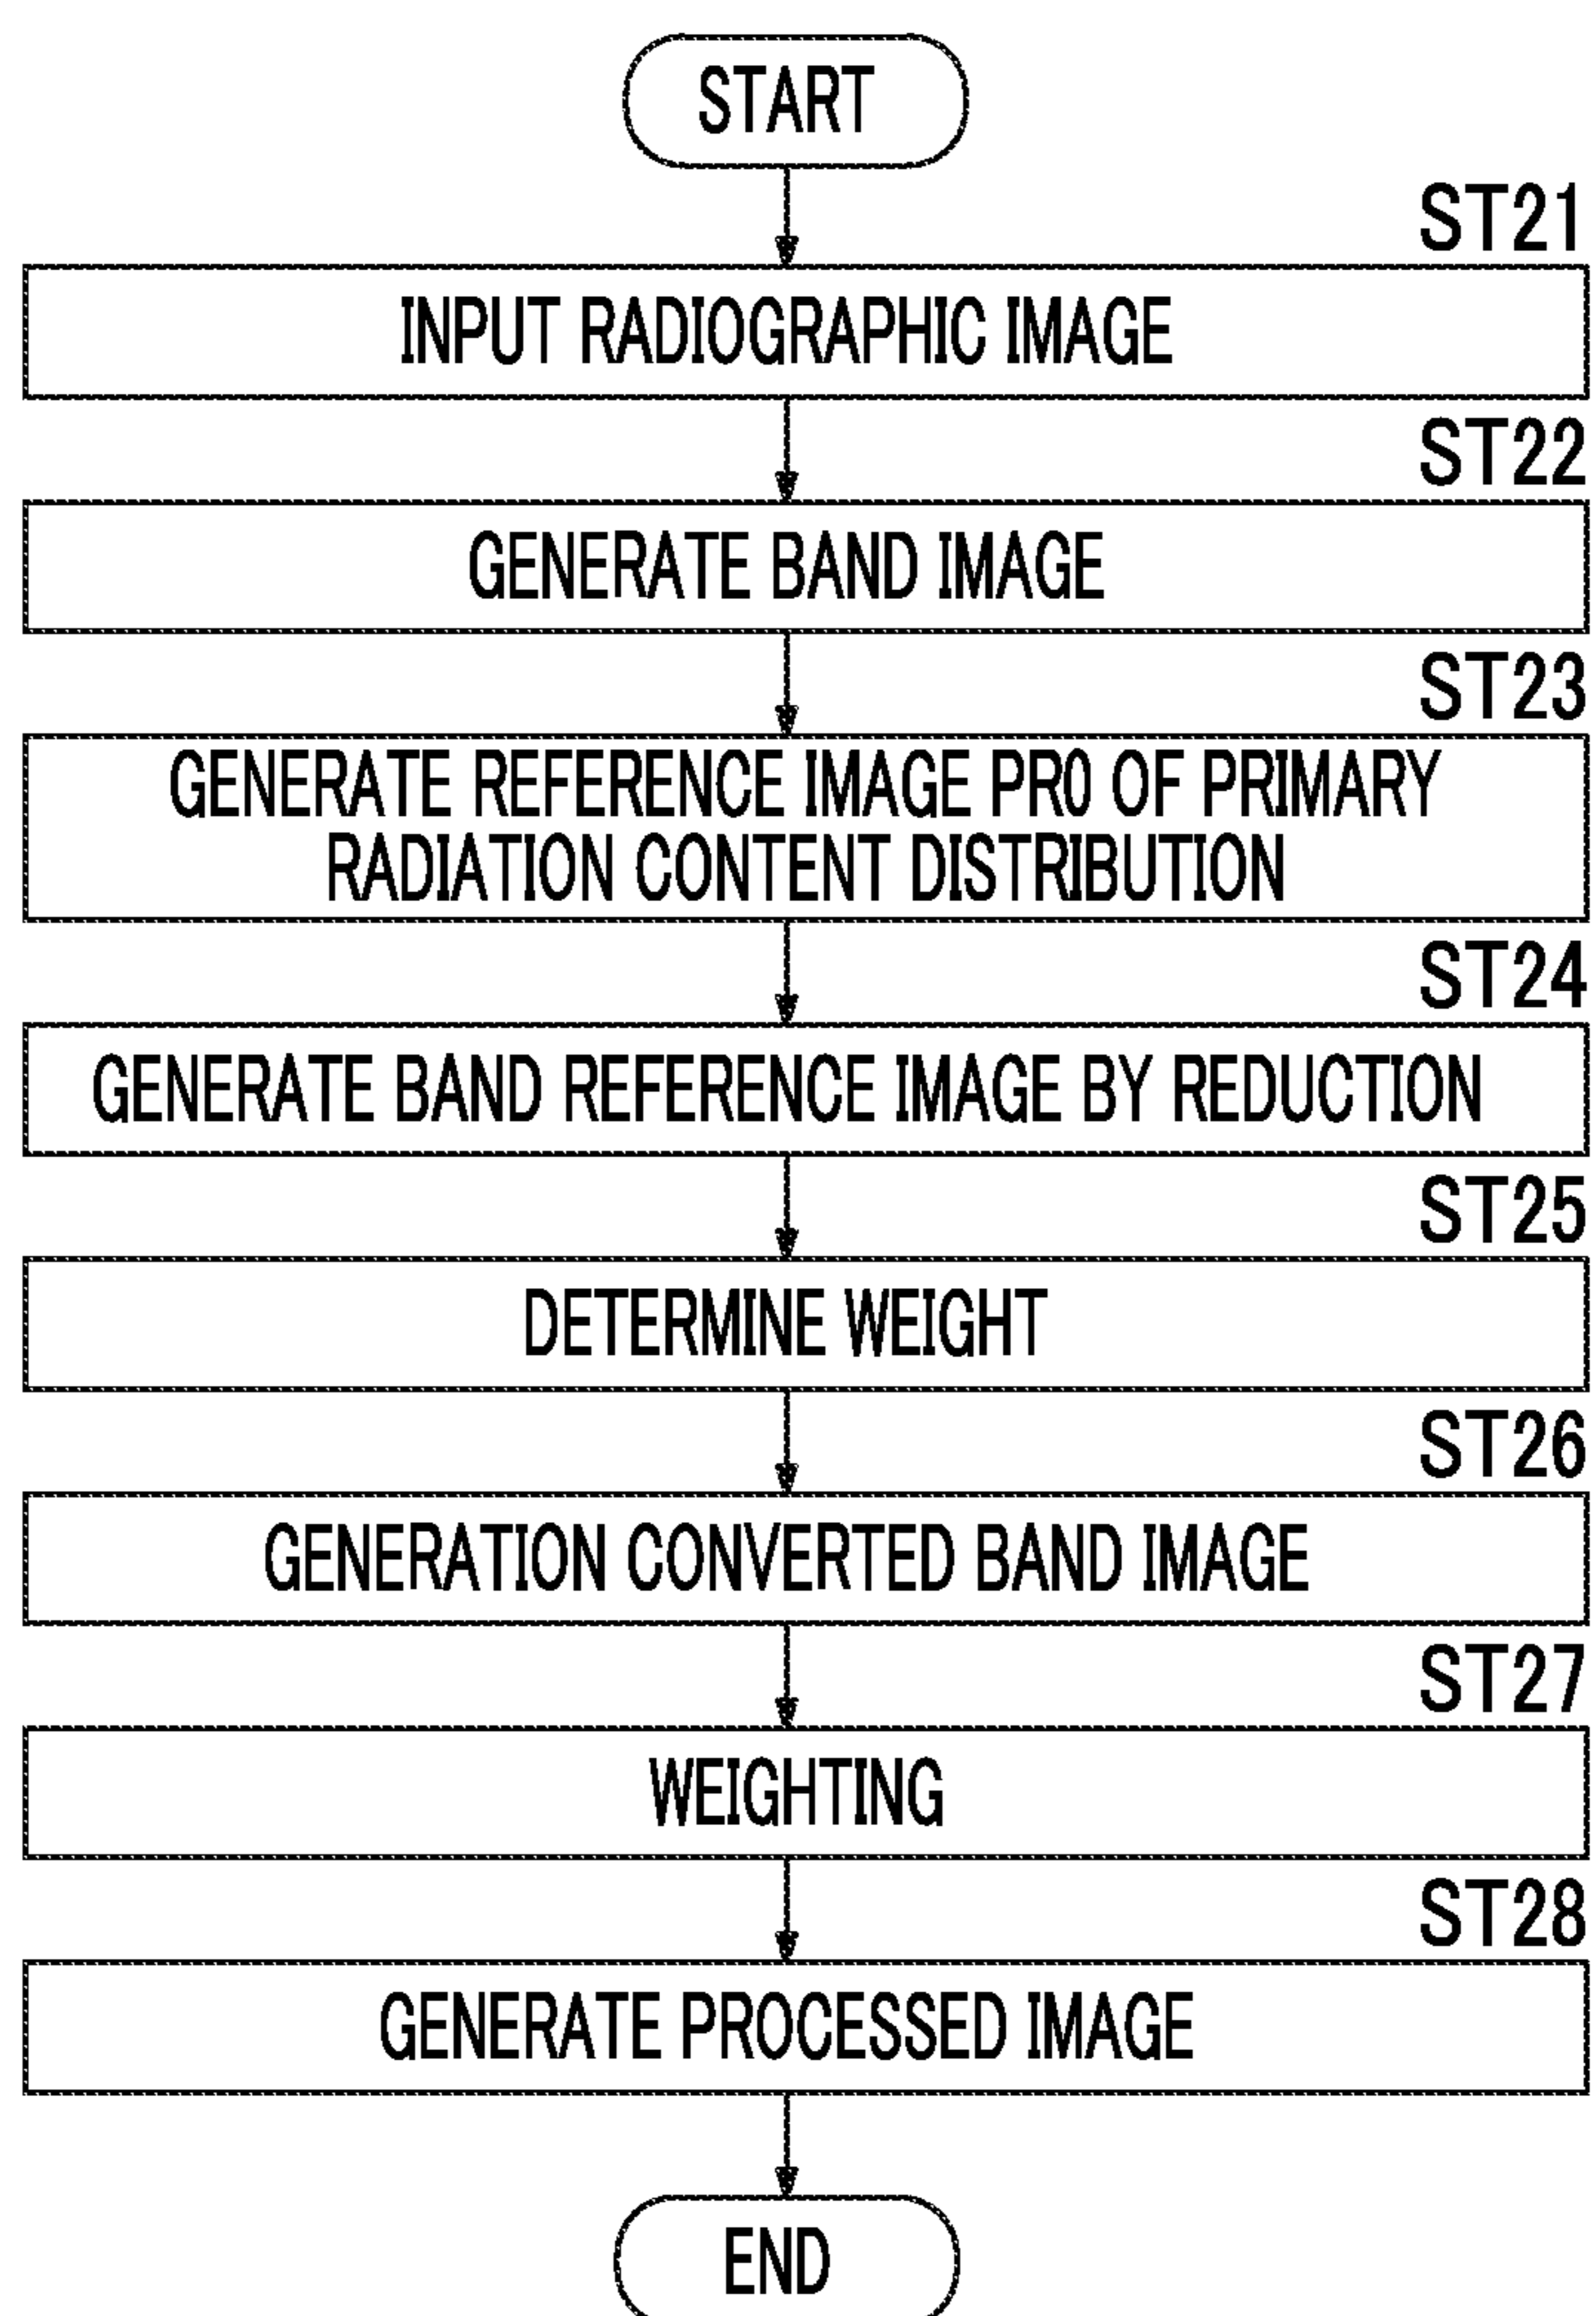 START
ST21
INPUT RADIOGRAPHIC IMAGE
ST22
GENERATE BAND IMAGE
ST23
GENERATE REFERENCE IMAGE PR0 OF PRIMARY
RADIATION CONTENT DISTRIBUTION
ST24
GENERATE BAND REFERENCE IMAGE BY REDUCTION
ST25
DETERMINE WEIGHT
ST26
GENERATION CONVERTED BAND IMAGE
ST27
WEIGHTING
ST28
GENERATE PROCESSED IMAGE
END